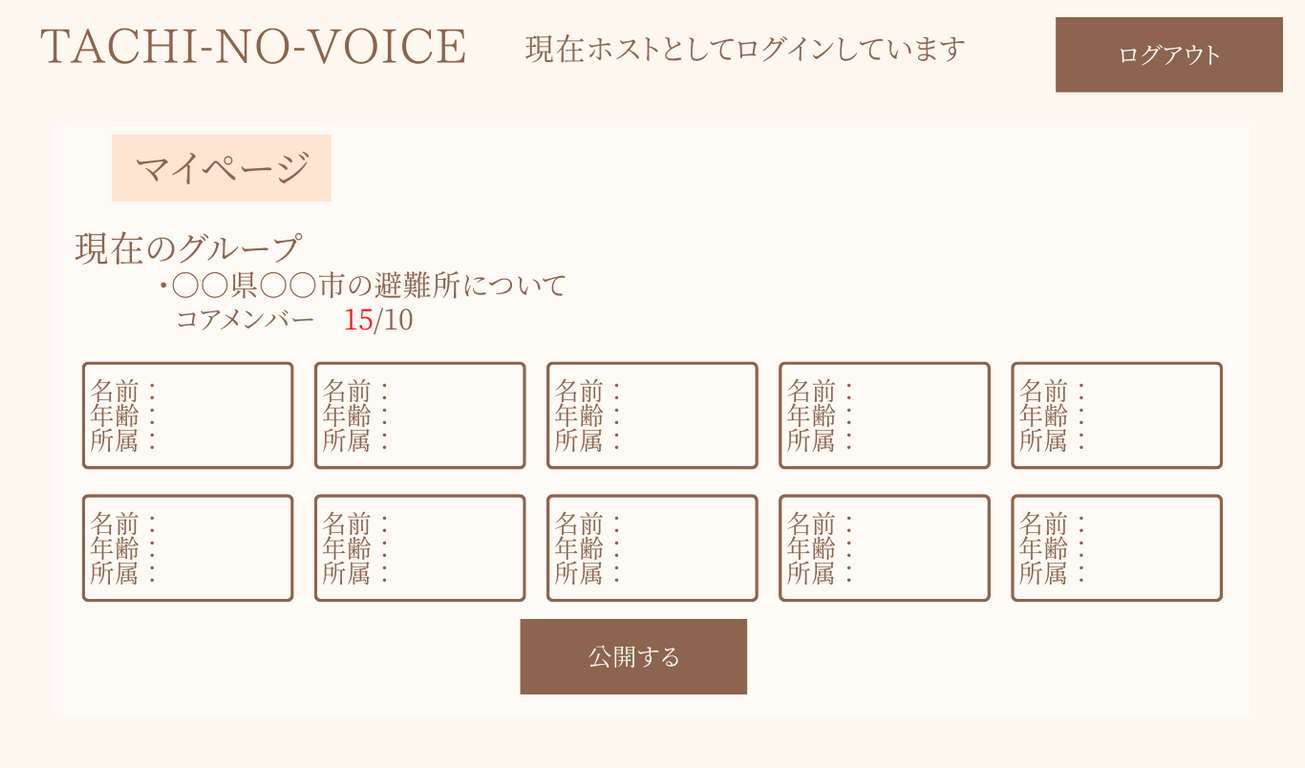 TACHI-NO-VOICE
現在ホストとしてログインしています
ログアウト
マイページ
現在のグループ
・〇〇県〇〇市の避難所について
コアメンバー　15/10
名前：
年齢：
所属：
名前：
年齢：
所属：
名前：
年齢：
所属：
名前：
年齢：
所属：
名前：
年齢：
所属：
名前：
年齢：
所属：
名前：
年齢：
所属：
名前：
年齢：
所属：
名前：
年齢：
所属：
名前：
年齢：
所属：
公開する